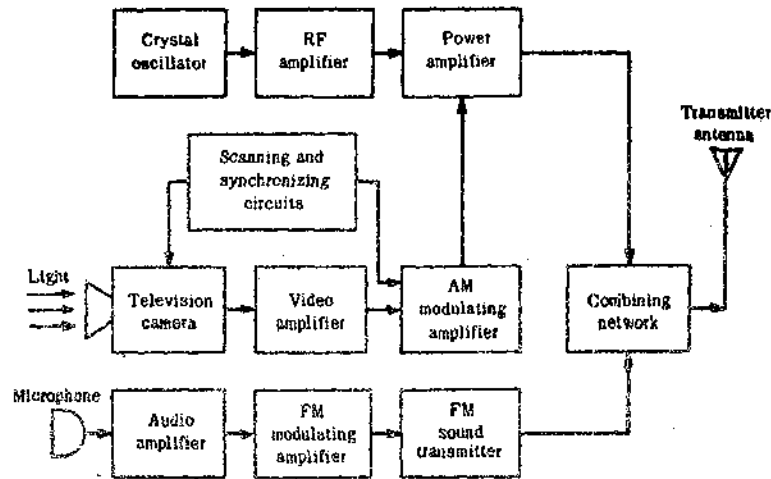 Crystal
oscillator
RF
amplifier
Power
amplifier
Transmitter
antenna
Scanning and
synchronizing
circuits
Light
Television
camera
Video
amplifier
AM
modulating
amplifier
Combining
network
Microphone
Audio
amplifier
FM
modulating
amplifier
FM
sound
transmitter